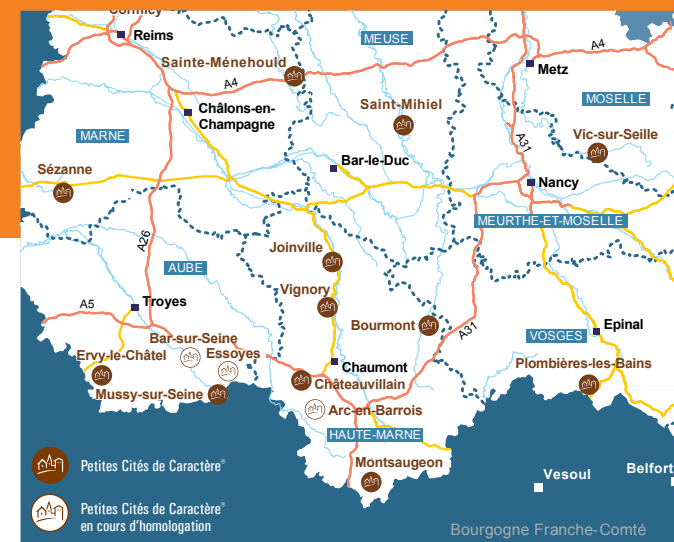 Cormicy
Reims
MEUSE
A4
Sainte-Ménehould
A4
Metz
Saint-Mihiel
MOSELLE
Châlons-en-
Champagne
MARNE
A31
Vic-sur-Seille
Bar-le-Duc
Sézanne
Nancy
MEURTHE-ET-MOSELLE
A26
Joinville
AUBE
Vignory
A5
Troyes
Bourmont
A31
Epinal
VOSGES
Bar-sur-Seine
Ervy-le-Châtel
Essoyes
Chaumont
Plombières-les-Bains
Châteauvillain
Mussy-sur-Seine
Arc-en-Barrois
HAUTE-MARNE
Montsaugeon
Petites Cités de Caractère®
Vesoul
Belfort
Petites Cités de Caractère®
en cours d'homologation
Bourgogne Franche-Comté